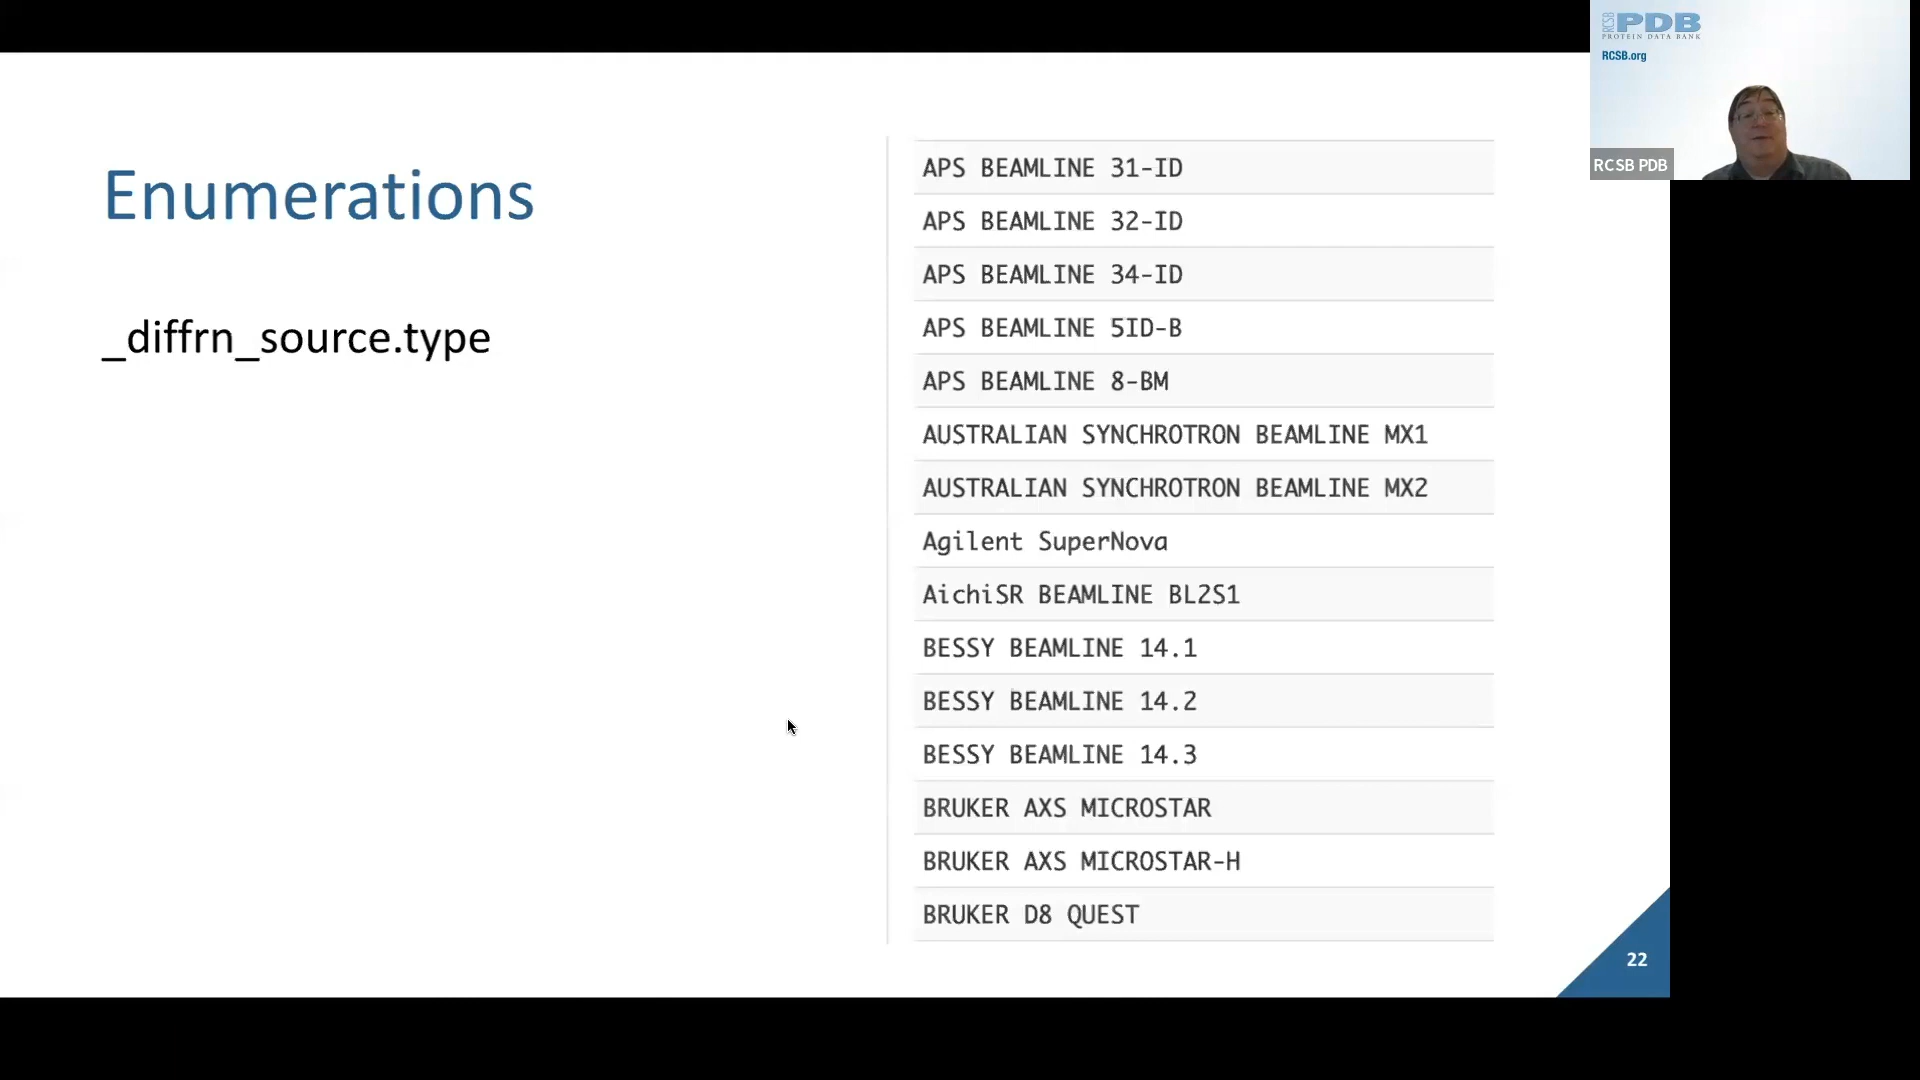 Enumerations
_diffrn_source.type
APS BEAMLINE 31-ID
APS BEAMLINE 32-ID
APS BEAMLINE 34-ID
APS BEAMLINE 5ID-B
APS BEAMLINE 8-BM
AUSTRALIAN SYNCHROTRON BEAMLINE MX1
AUSTRALIAN SYNCHROTRON BEAMLINE MX2
Agilent SuperNova
AichiSR BEAMLINE BL2S1
BESSY BEAMLINE 14.1
BESSY BEAMLINE 14.2
BESSY BEAMLINE 14.3
BRUKER AXS MICROSTAR
BRUKER AXS MICROSTAR-H
BRUKER D8 QUEST
22
RCSB PDB
PROTEIN DATA BANK
RCSB.org
RCSB PDB